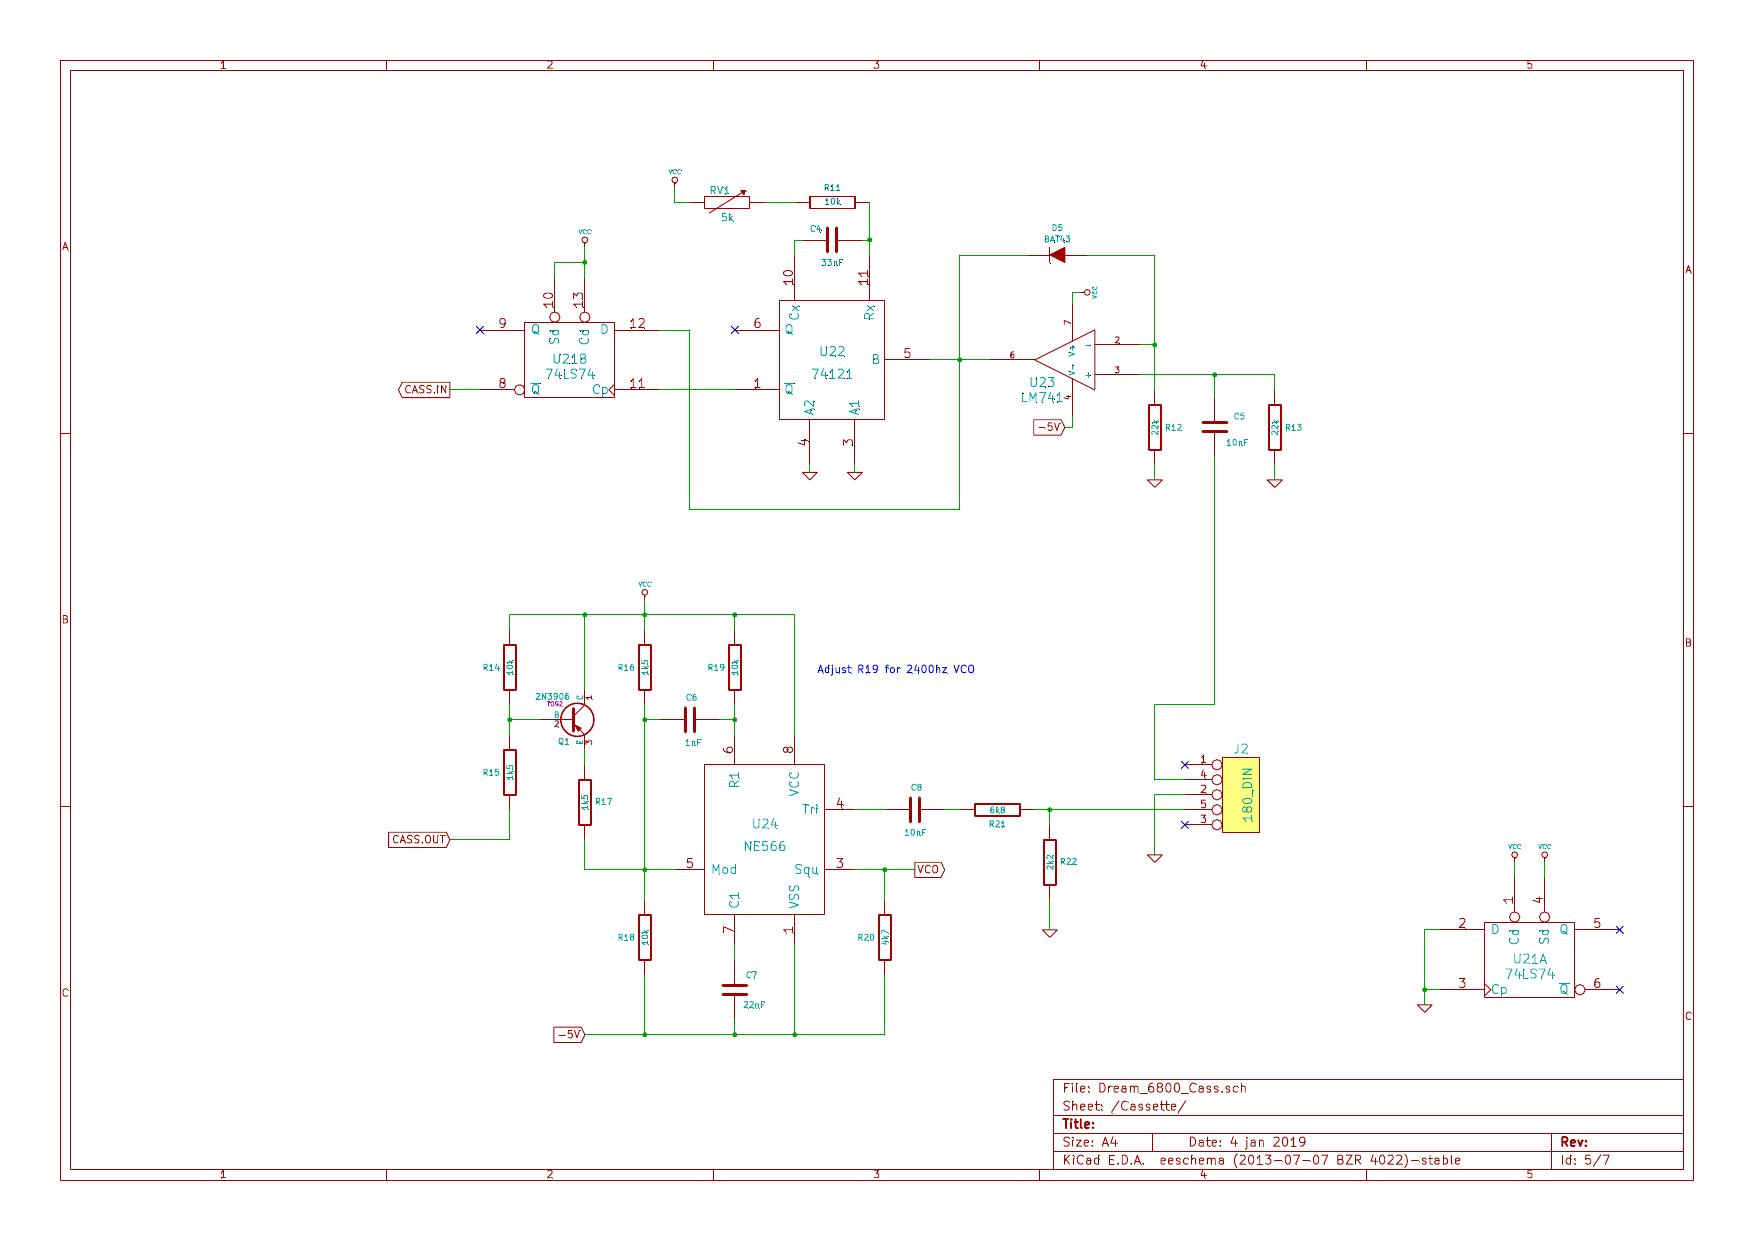 1 2 3 4 5
A
A
B
B
C
C
VCC
RV1
5k
R11
10k
C4
33nF
VCC
10
13
9
Q
Sd
Cd
D
12
U21B
74LS74
CASS.IN
8
Q
Cp
11
10
11
Cx
Rx
6
Q
U22
74121
B
5
1
Q
A2
A1
4
3
D5
BAT43
VCC
7
V+
2
-
6
V-
3
+
U23
LM741
4
-5V
22k
R12
C5
10nF
22k
R13
VCC
R14
10k
R16
1k5
R19
10k
Adjust R19 for 2400hz VCO
2N3906
TO92
C
1
B
2
Q1
E
3
C6
1nF
R15
1k5
1k5
R17
CASS.OUT
6
8
R1
VCC
Tri
4
U24
NE566
5
Mod
Squ
3
VCO
C1
VSS
7
1
R18
10k
R20
4k7
C7
22nF
-5V
C8
10nF
6k8
R21
2k2
R22
J2
1
4
2
5
3
180_DIN
VCC
VCC
1
4
2
D
Cd
Sd
Q
5
U21A
74LS74
3
Cp
Q
6
File: Dream_6800_Cass.sch
Sheet: /Cassette/
Title:
Size: A4
Date: 4 jan 2019
Rev:
KiCad E.D.A. eeschema (2013-07-07 BZR 4022)-stable
Id: 5/7
1 2 3 4 5